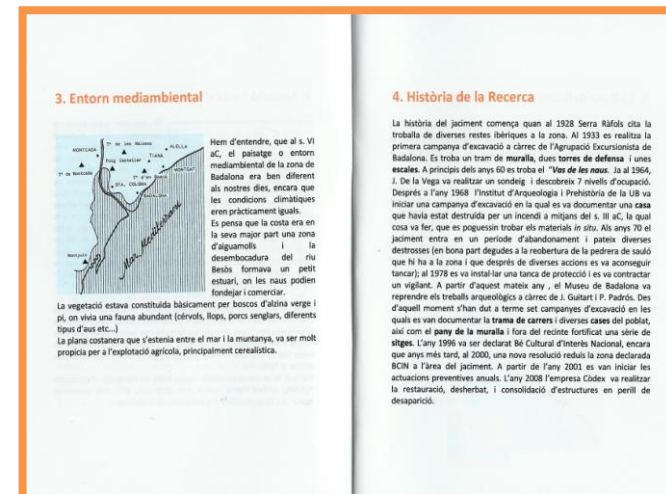 3. Entorn mediambiental
MONTCADA
Tª de les Maleses
ALELLA
Puig Castellar
TIANA
Tª de Montcada
MONTGAT
Tª d'en
STA. COLOMA
BADALONA
Montjuïc
Mar Mediterrani
Hem d'entendre, que al s. VI
aC, el paisatge o entorn
mediambiental de la zona de
Badalona era ben diferent
als nostres dies, encara que
les condicions climàtiques
eren pràcticament iguals.
Es pensa que la costa era en
la seva major part una zona
d'aiguamolls i la
desembocadura del riu
Besòs formava un petit
estuari, on les naus podien
fondejar i comerciar.
La vegetació estava constituïda bàsicament per boscos d'alzina verge i
pi, on vivia una fauna abundant (cérvols, llops, porcs senglars, diferents
tipus d'aus etc...)
La plana costanera que s'estenia entre el mar i la muntanya, va ser molt
propicia per a l'explotació agrícola, principalment cerealística.
4. Història de la Recerca
La història del jaciment comença quan al 1928 Serra Ràfols cita la
troballa de diverses restes ibèriques a la zona. Al 1933 es realitza la
primera campanya d'excavació a càrrec de l'Agrupació Excursionista de
Badalona. Es troba un tram de muralla, dues torres de defensa i unes
escales. A principis dels anys 60 es troba el "Vas de les naus. Ja al 1964,
J. De la Vega va realitzar un sondeig i descobreix 7 nivells d'ocupació.
Després a l'any 1968 l'Institut d'Arqueologia i Prehistòria de la UB va
iniciar una campanya d'excavació en la qual es va documentar una casa
que havia estat destruïda per un incendi a mitjans del s. III aC, la qual
cosa va fer, que es poguessin trobar els materials in situ. Als anys 70 el
jaciment entra en un període d'abandonament i pateix diverses
destrosses (en bona part degudes a la reobertura de la pedrera de sauló
que hi ha a la zona i que després de diverses accions es va aconseguir
tancar); al 1978 es va instal·lar una tanca de protecció i es va contractar
un vigilant. A partir d'aquest mateix any , el Museu de Badalona va
reprendre els treballs arqueològics a càrrec de J. Guitart i P. Padrós. Des
d'aquell moment s'han dut a terme set campanyes d'excavació en les
quals es van documentar la trama de carrers i diverses cases del poblat,
així com el pany de la muralla i fora del recinte fortificat una sèrie de
sitges. L'any 1996 va ser declarat Bé Cultural d'Interès Nacional, encara
que anys més tard, al 2000, una nova resolució reduïs la zona declarada
BCIN a l'àrea del jaciment. A partir de l'any 2001 es van iniciar les
actuacions preventives anuals. L'any 2008 l'empresa Còdex va realitzar
la restauració, desherbat, i consolidació d'estructures en perill de
desaparició.